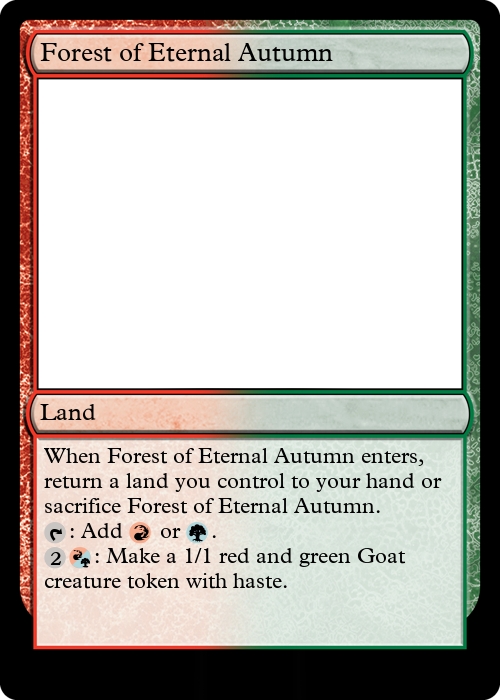 Forest of Eternal Autumn
Land
When Forest of Eternal Autumn enters,
return a land you control to your hand or
sacrifice Forest of Eternal Autumn.
: Add or .
2 : Make a 1/1 red and green Goat
creature token with haste.